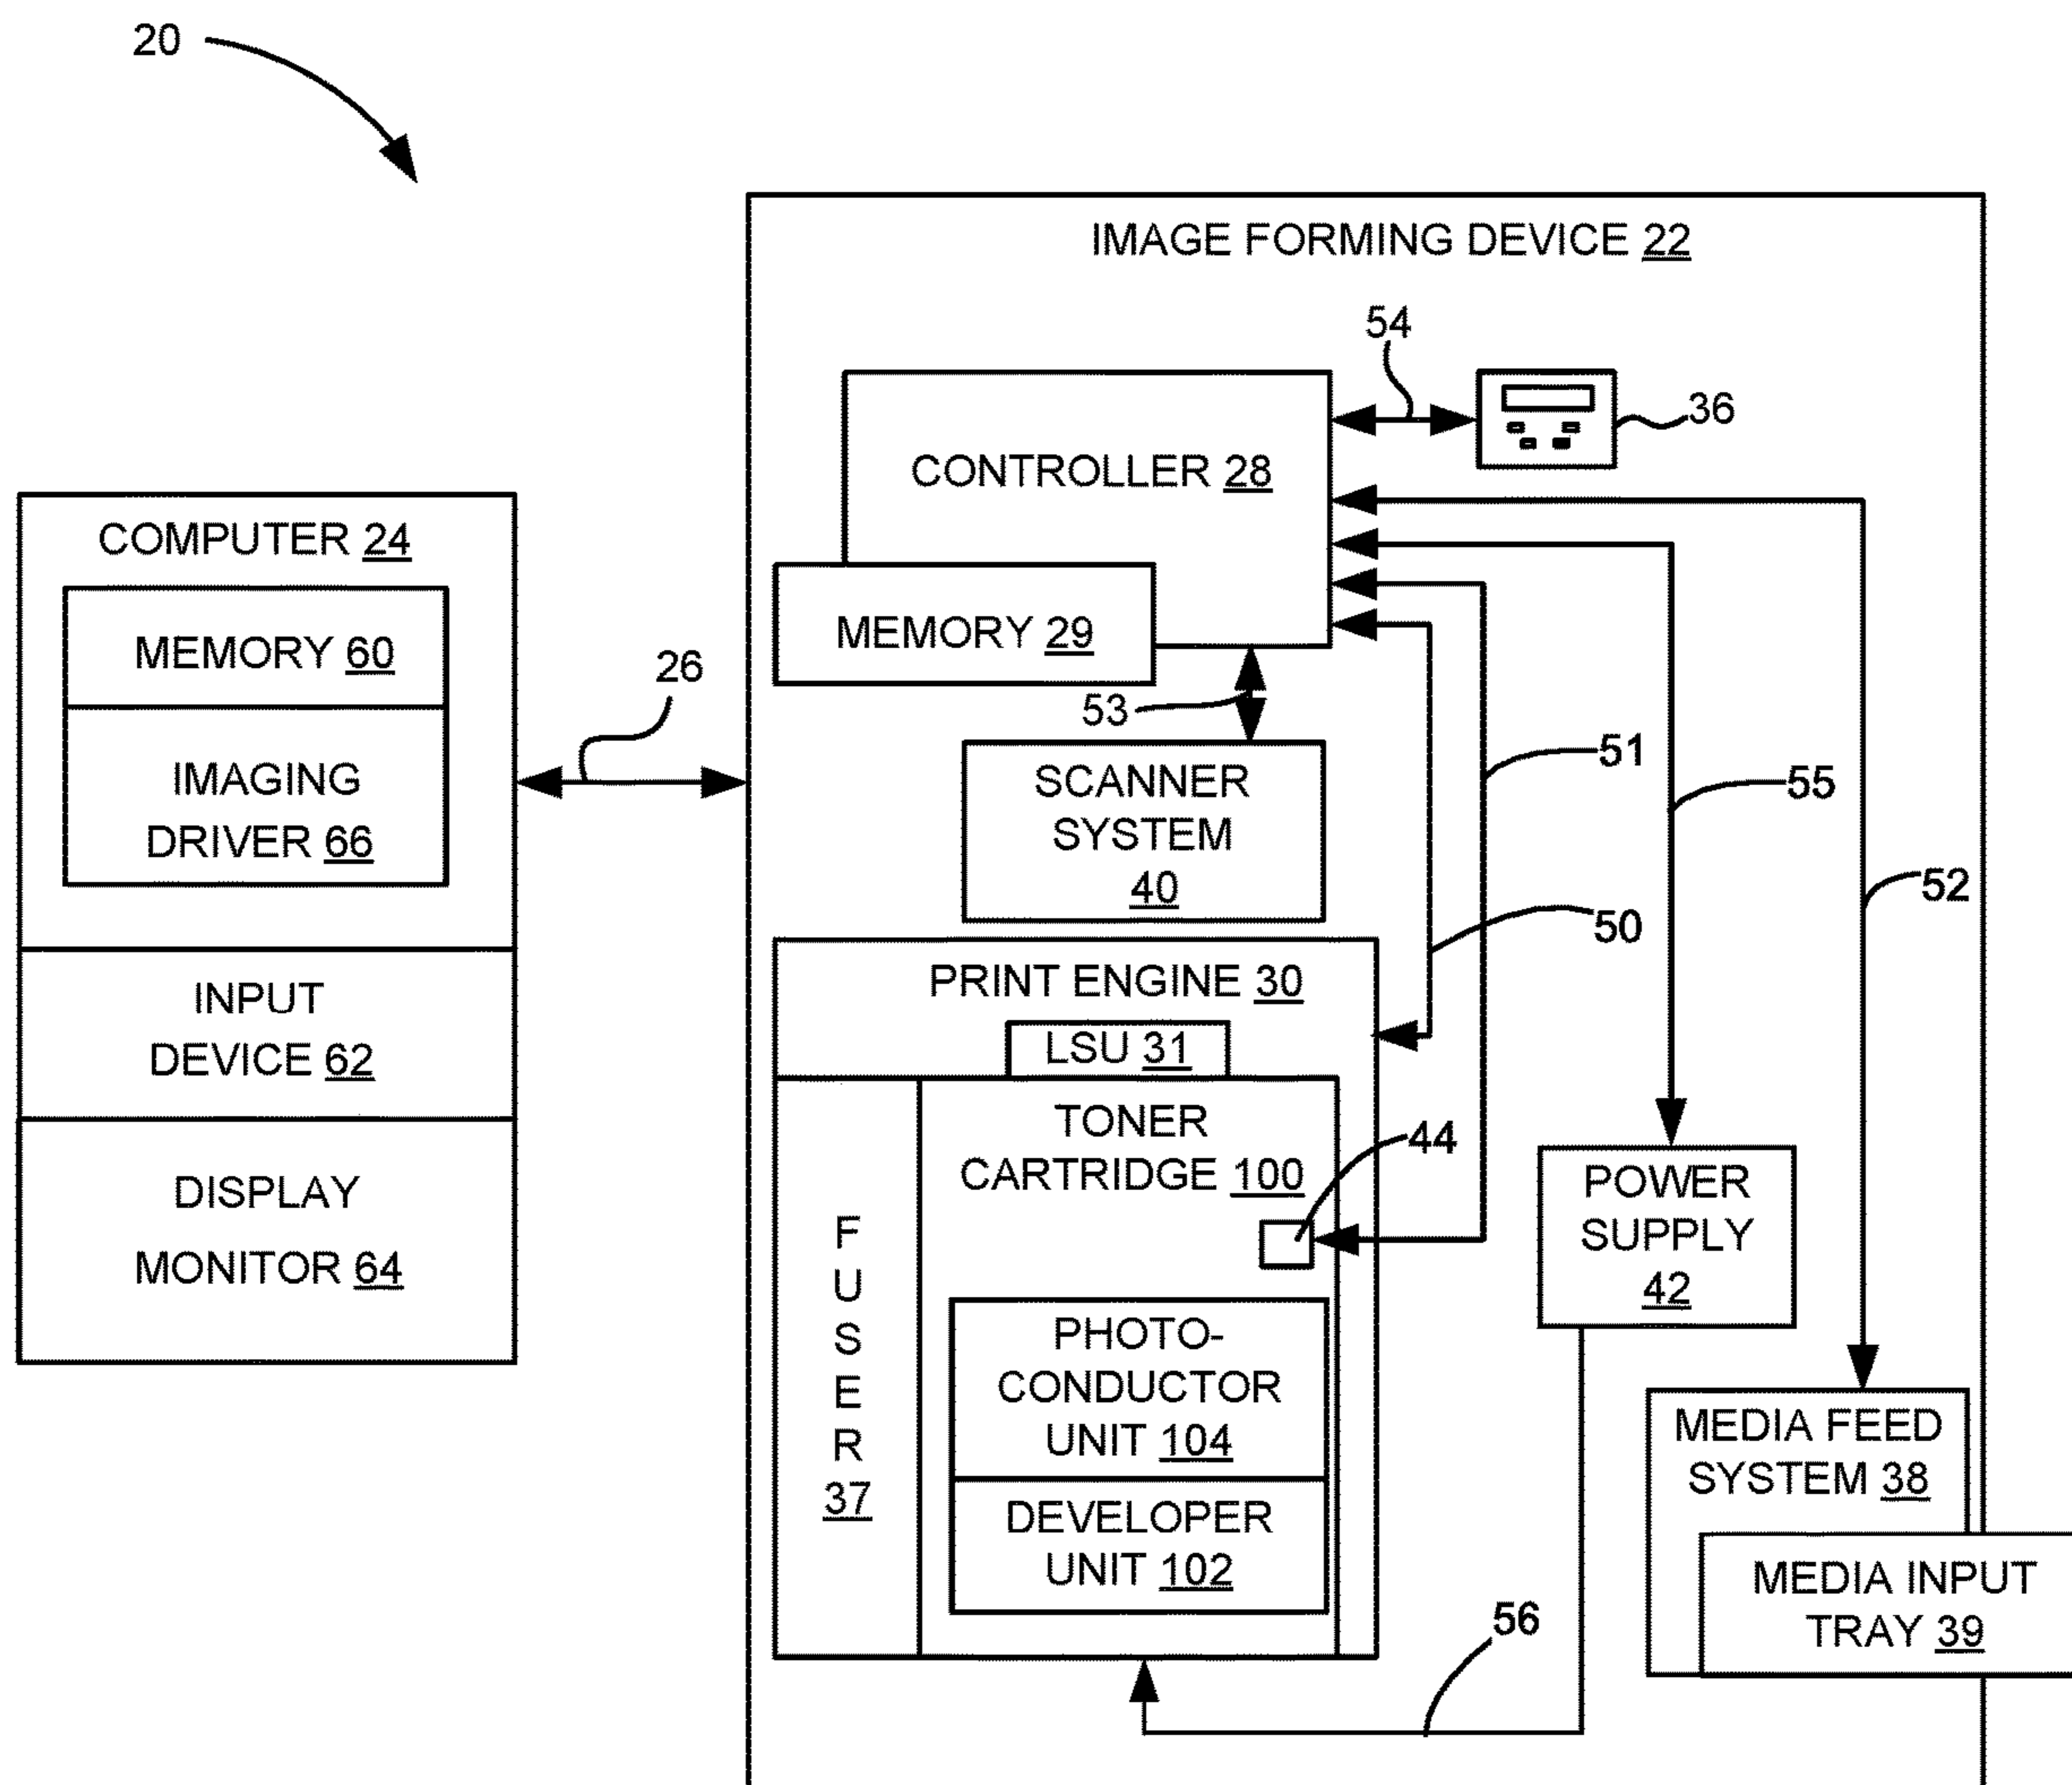 20
IMAGE FORMING DEVICE 22
54
36
CONTROLLER 28
MEMORY 29
53
COMPUTER 24
MEMORY 60
IMAGING
DRIVER 66
INPUT
DEVICE 62
DISPLAY
MONITOR 64
26
SCANNER
SYSTEM
40
51
55
52
50
PRINT ENGINE 30
LSU 31
TONER
CARTRIDGE 100
44
F
U
S
E
R
37
PHOTO-
CONDUCTOR
UNIT 104
DEVELOPER
UNIT 102
POWER
SUPPLY
42
MEDIA FEED
SYSTEM 38
MEDIA INPUT
TRAY 39
56